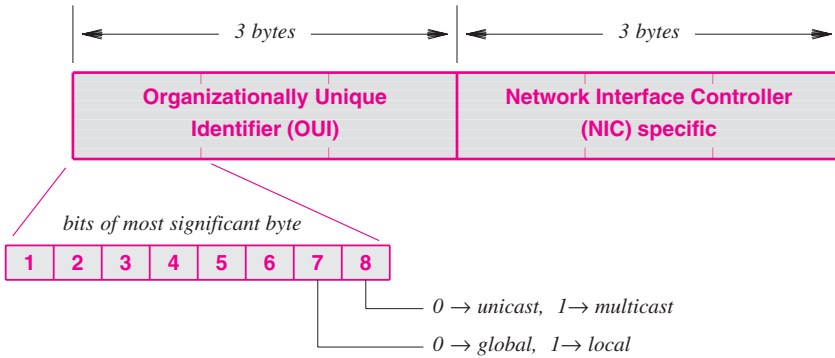 3 bytes 3 bytes
Organizationally Unique
Identifier (OUI)
Network Interface Controller
(NIC) specific
bits of most significant byte
1 2 3 4 5 6 7 8
0 → unicast, 1→ multicast
0 → global, 1→ local